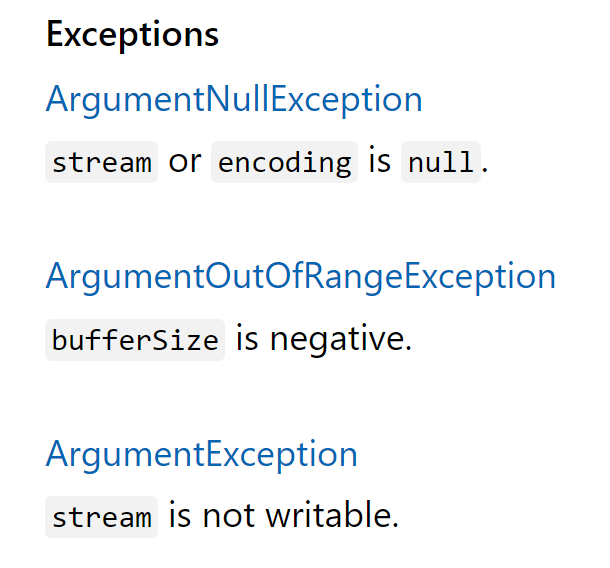 Exceptions
ArgumentNullException
stream or encoding is null.
ArgumentOutOfRangeException
bufferSize is negative.
ArgumentException
stream is not writable.